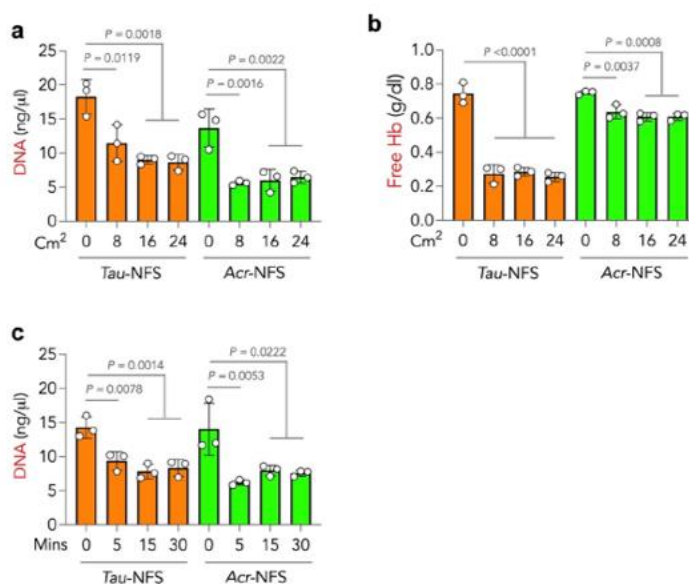 a
P = 0.0018
P = 0.0119
P = 0.0022
P = 0.0016
DNA (ng/µl)
25
20
15
10
5
0
Cm²
0 8 16 24 0 8 16 24
Tau-NFS Acr-NFS
b
P <0.0001
P = 0.0008
P = 0.0037
Free Hb (g/dl)
1.0
0.8
0.6
0.4
0.2
0.0
Cm²
0 8 16 24 0 8 16 24
Tau-NFS Acr-NFS
c
P = 0.0014
P = 0.0078
P = 0.0222
P = 0.0053
DNA (ng/µl)
20
15
10
5
0
Mins
0 5 15 30 0 5 15 30
Tau-NFS Acr-NFS